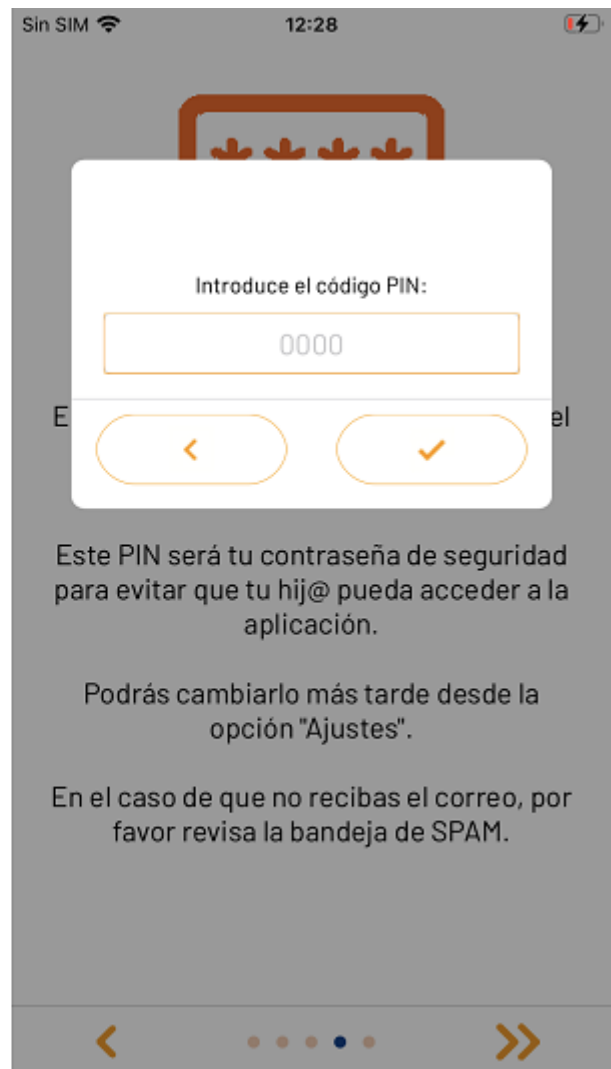 Sin SIM
12:28
****
Introduce el código PIN:
0000
E el
Este PIN será tu contraseña de seguridad
para evitar que tu hij@ pueda acceder a la
aplicación.
Podrás cambiarlo más tarde desde la
opción "Ajustes".
En el caso de que no recibas el correo, por
favor revisa la bandeja de SPAM.